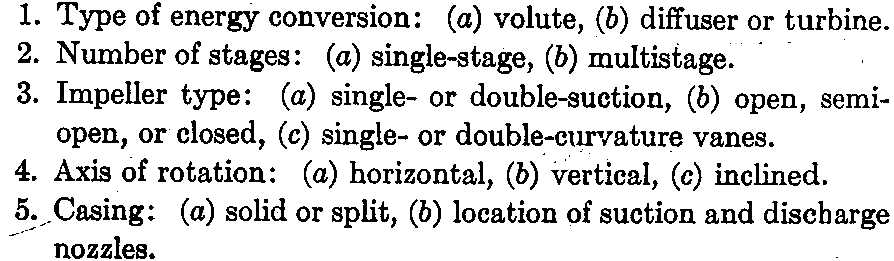 1. Type of energy conversion: (a) volute, (b) diffuser or turbine.
2. Number of stages: (a) single-stage, (b) multistage.
3. Impeller type: (a) single- or double-suction, (b) open, semi-
open, or closed, (c) single- or double-curvature vanes.
4. Axis of rotation: (a) horizontal, (b) vertical, (c) inclined.
5. Casing: (a) solid or split, (b) location of suction and discharge
nozzles.